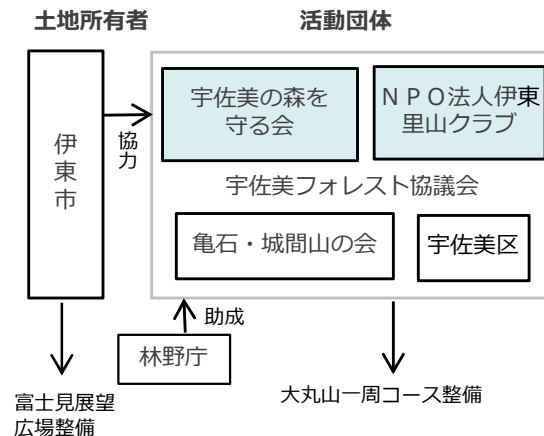 土地所有者
活動団体
伊東市
協力
宇佐美の森を
守る会
ＮＰＯ法人伊東
里山クラブ
宇佐美フォレスト協議会
亀石・城間山の会
宇佐美区
助成
林野庁
富士見展望
広場整備
大丸山一周コース整備